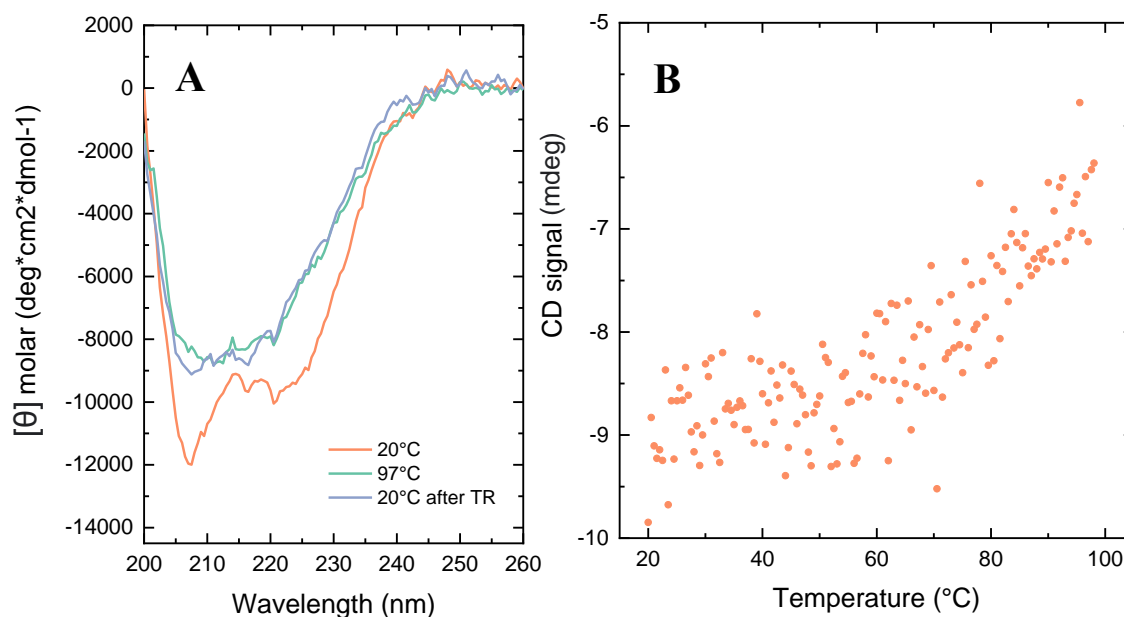 A
[θ] molar (deg*cm2*dmol-1)
2000
0
-2000
-4000
-6000
-8000
-10000
-12000
-14000
20°C
97°C
20°C after TR
200 210 220 230 240 250 260
Wavelength (nm)
B
CD signal (mdeg)
-5
-6
-7
-8
-9
-10
20 40 60 80 100
Temperature (°C)